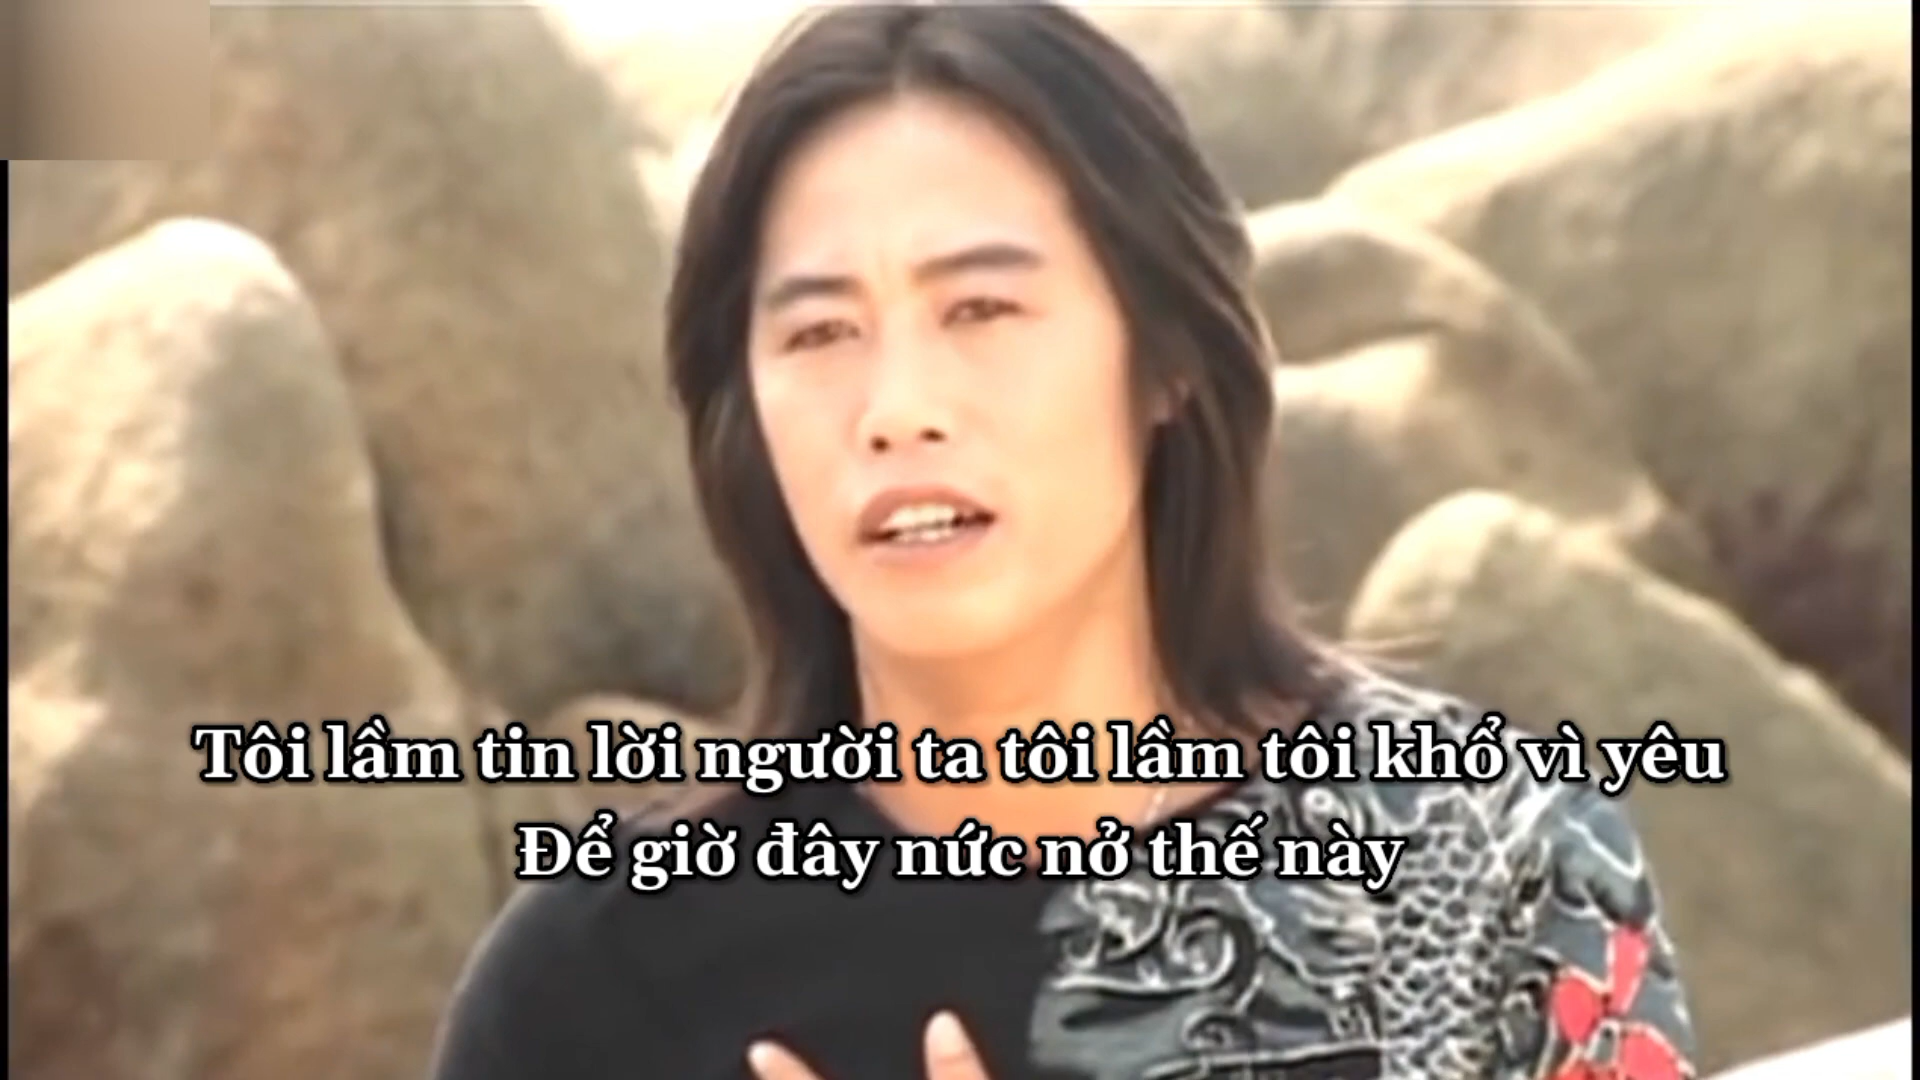 Tôi lầm tin lời người ta tôi lầm tôi khổ vì yêu
Để giờ đây nức nở thế này